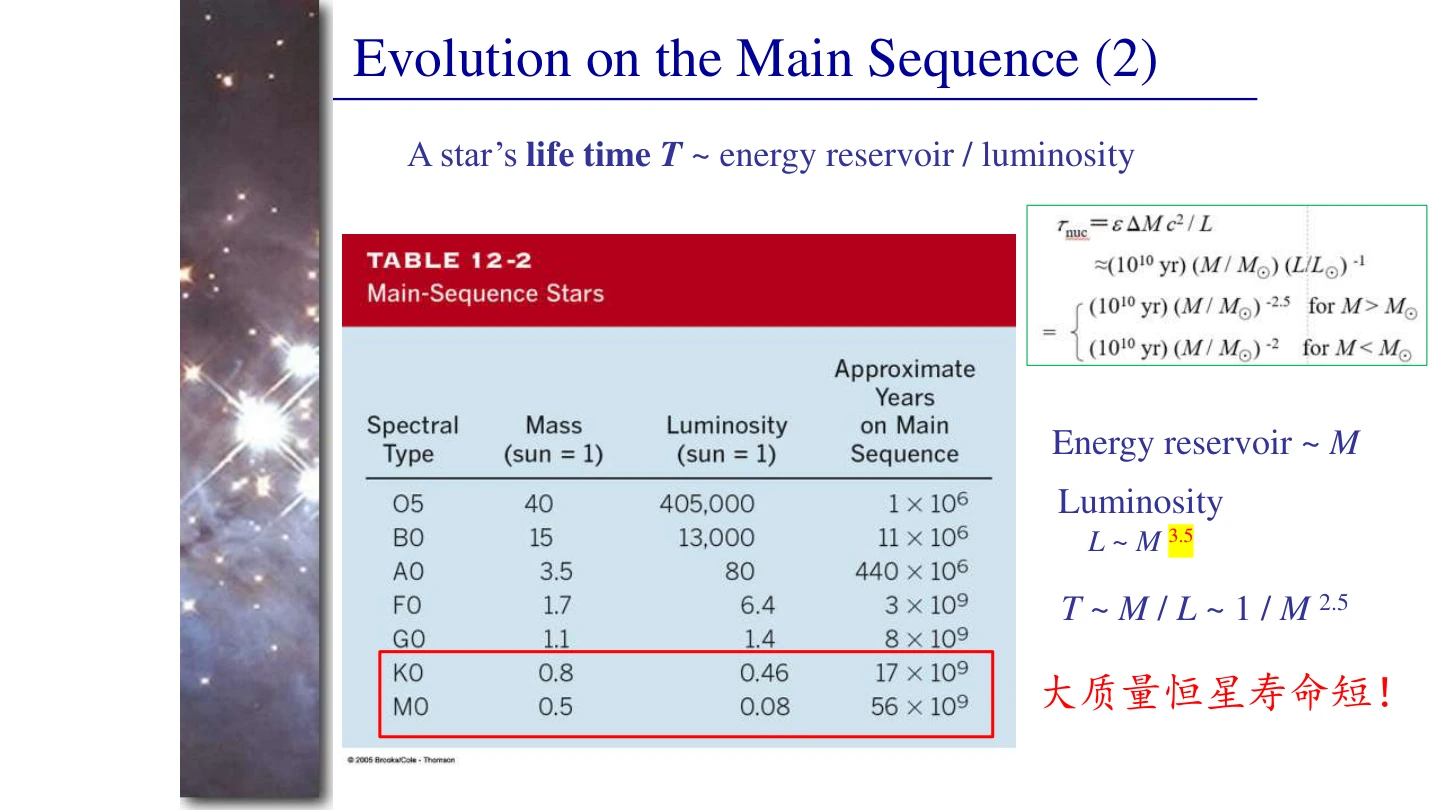 Evolution on the Main Sequence (2)
A star’s life time T ~ energy reservoir / luminosity
TABLE 12-2
Main-Sequence Stars
Spectral Type	Mass (sun = 1)	Luminosity (sun = 1)	Approximate Years on Main Sequence
O5	40	405,000	1 × 10⁶
B0	15	13,000	11 × 10⁶
A0	3.5	80	440 × 10⁶
F0	1.7	6.4	3 × 10⁹
G0	1.1	1.4	8 × 10⁹
K0	0.8	0.46	17 × 10⁹
M0	0.5	0.08	56 × 10⁹
© 2005 Brooks/Cole - Thomson
τnuc = ε Δ M c² / L
≈(10¹⁰ yr) (M / M☉) (L/L☉) ⁻¹
= { (10¹⁰ yr) (M / M☉) ⁻²·⁵ for M > M☉
(10¹⁰ yr) (M / M☉) ⁻² for M < M☉
Energy reservoir ~ M
Luminosity
L ~ M ³·⁵
T ~ M / L ~ 1 / M ²·⁵
大质量恒星寿命短!